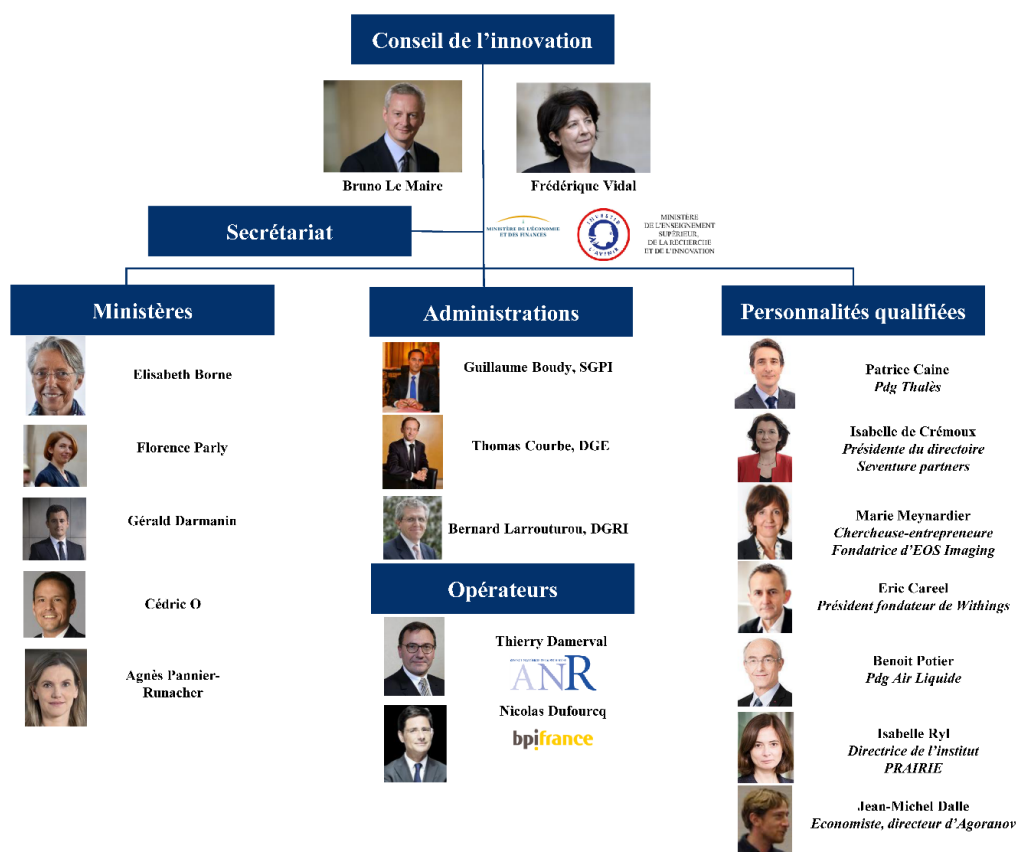 Conseil de l’innovation
Bruno Le Maire
Frédérique Vidal
Secrétariat
MINISTÈRE DE L'ÉCONOMIE
ET DES FINANCES
INVESTIR
L'AVENIR
MINISTÈRE
DE L'ENSEIGNEMENT
SUPÉRIEUR,
DE LA RECHERCHE
ET DE L'INNOVATION
Ministères
Elisabeth Borne
Florence Parly
Gérald Darmanin
Cédric O
Agnès Pannier-
Runacher
Administrations
Guillaume Boudy, SGPI
Thomas Courbe, DGE
Bernard Larrouturou, DGRI
Opérateurs
Thierry Damerval
ANR
Nicolas Dufourcq
bpifrance
Personnalités qualifiées
Patrice Caine
Pdg Thalès
Isabelle de Crémoux
Présidente du directoire
Seventure partners
Marie Meynardier
Chercheuse-entrepreneure
Fondatrice d’EOS Imaging
Eric Careel
Président fondateur de Withings
Benoit Potier
Pdg Air Liquide
Isabelle Ryl
Directrice de l’institut
PRAIRIE
Jean-Michel Dalle
Economiste, directeur d’Agoranov